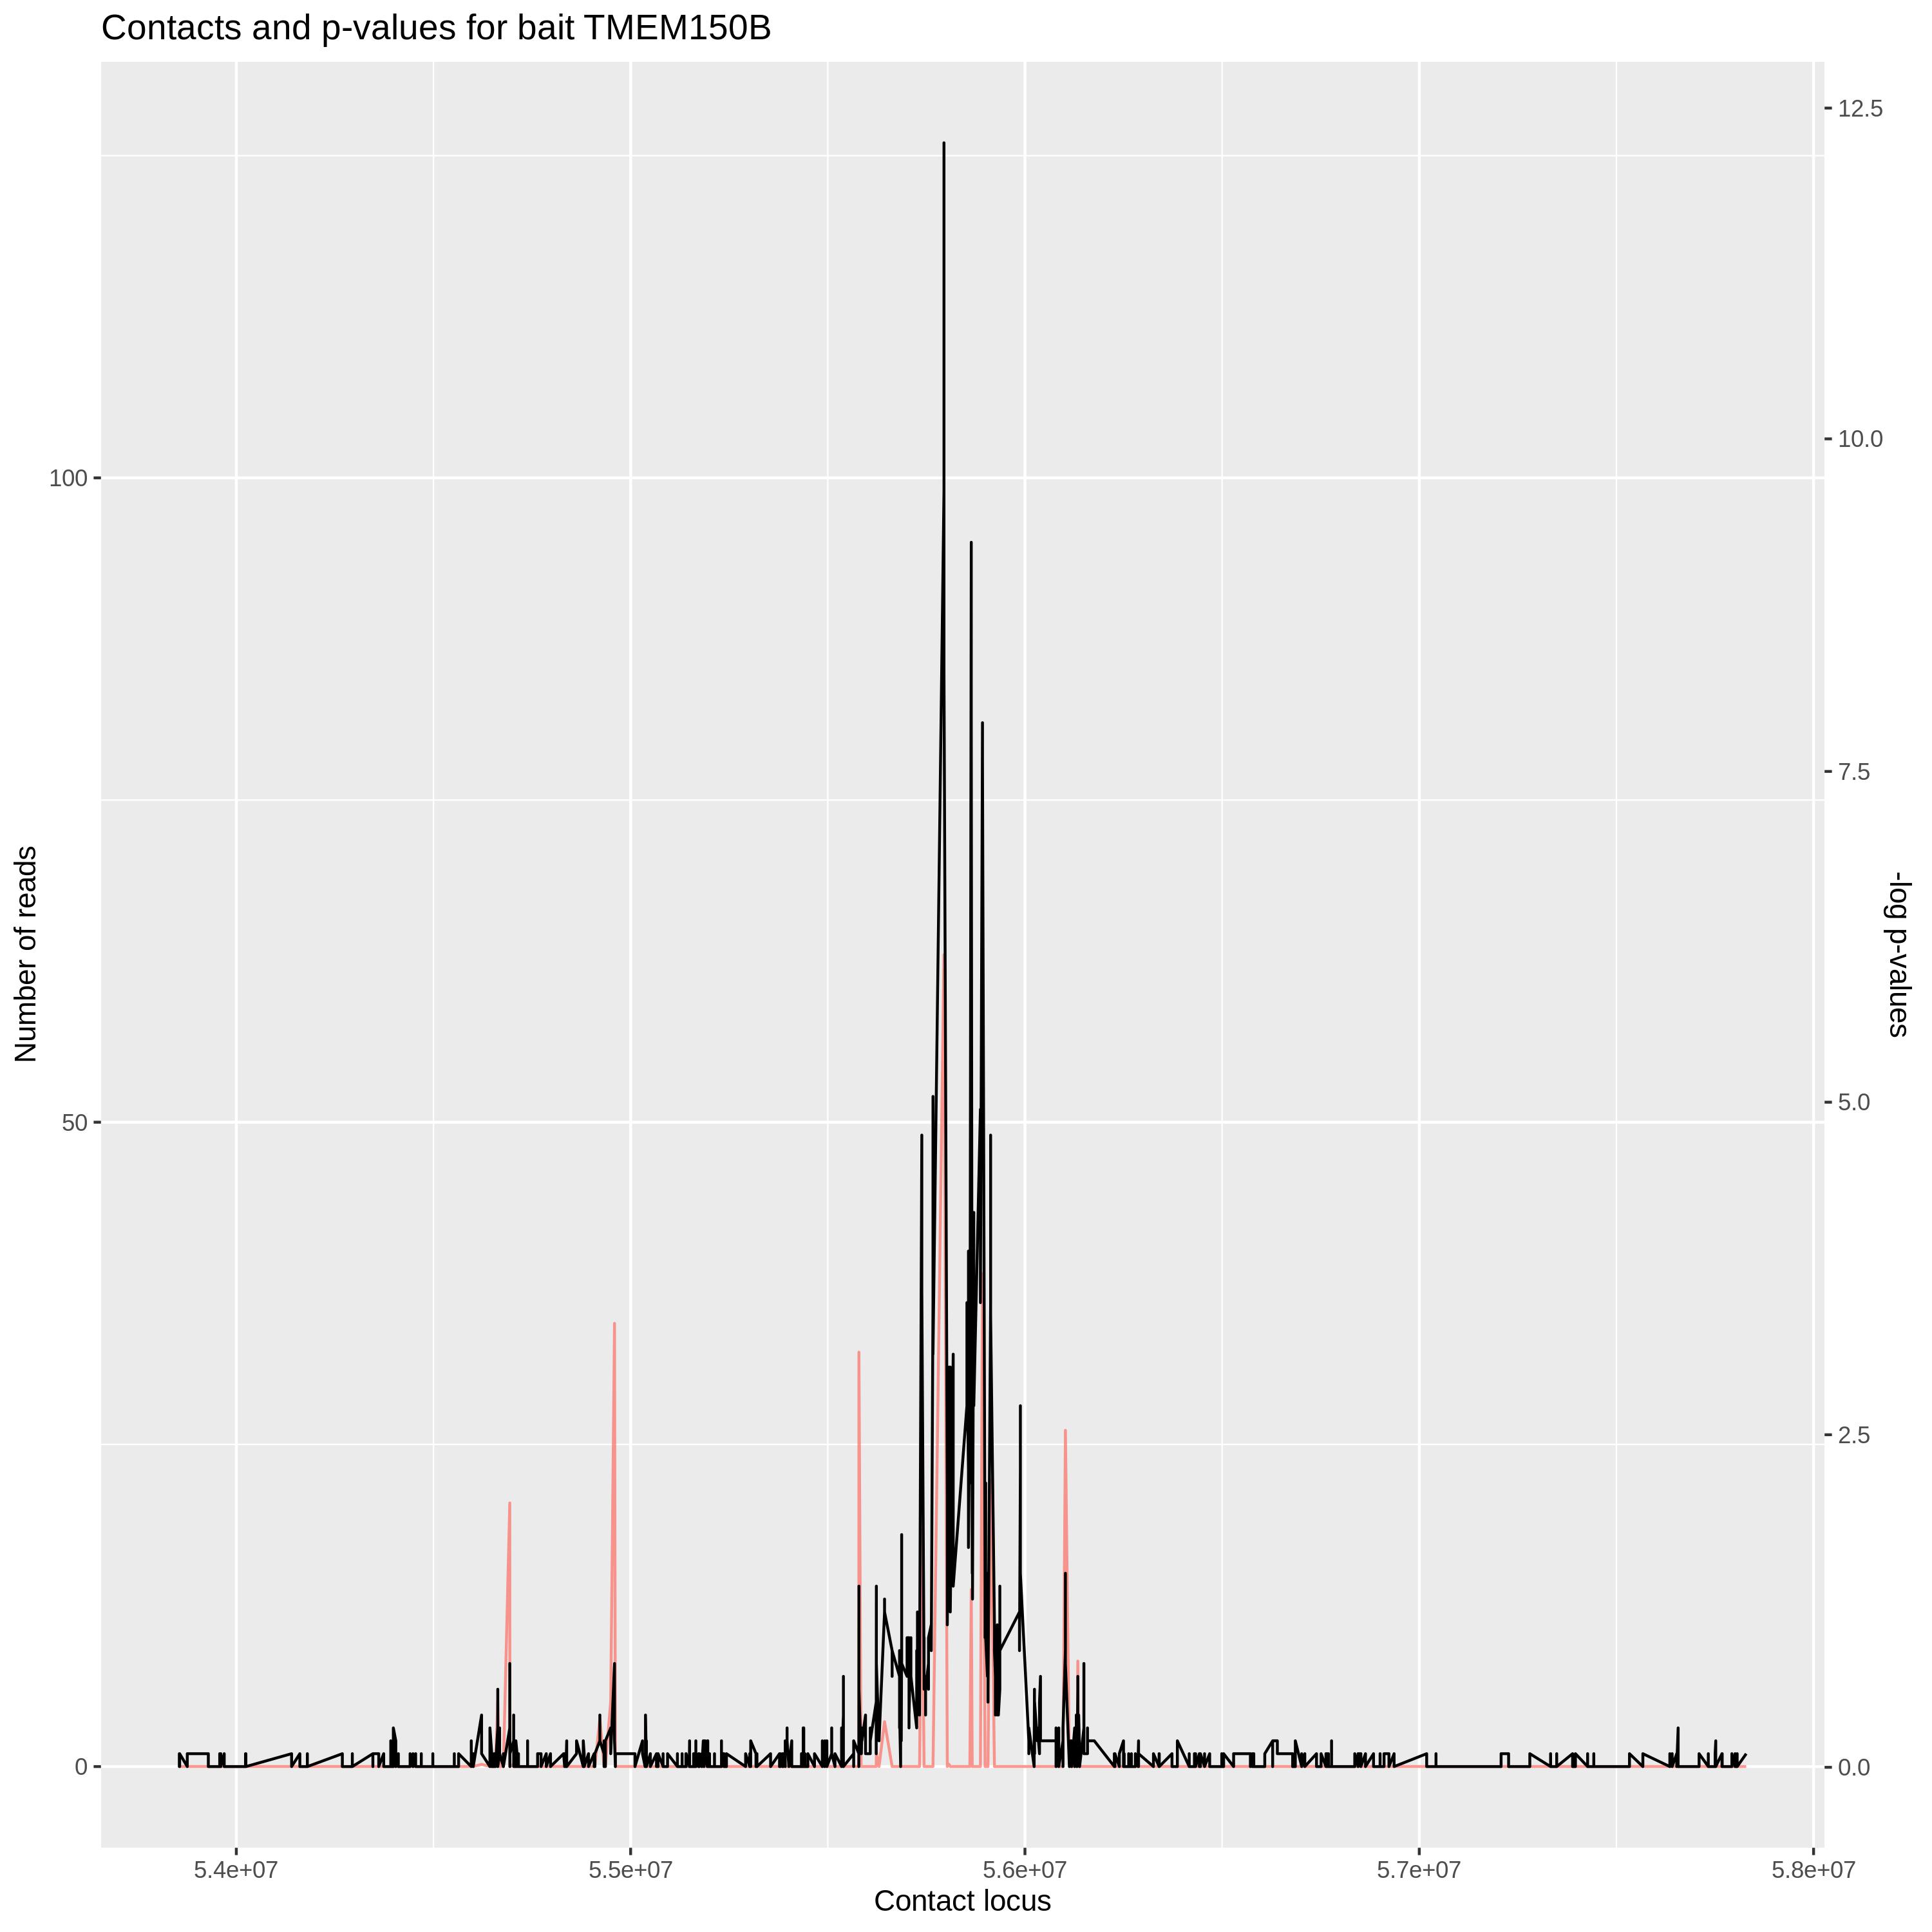 Contacts and p-values for bait TMEM150B
12.5
10.0
100
7.5
Number of reads
-log p-values
50
5.0
2.5
0
0.0
5.4e+07
5.5e+07
5.6e+07
5.7e+07
5.8e+07
Contact locus